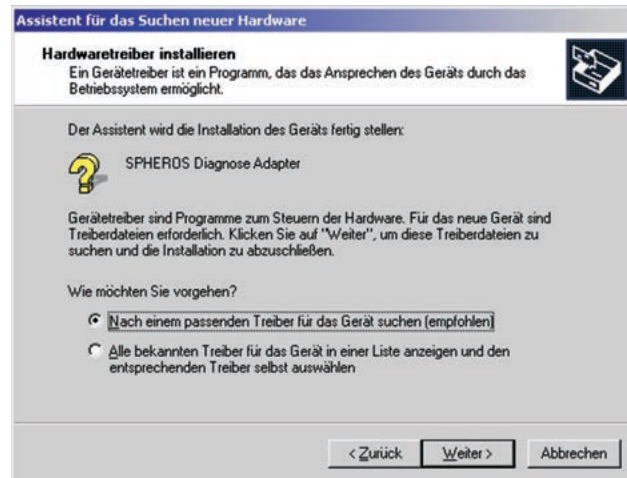 Assistent für das Suchen neuer Hardware
Hardwaretreiber installieren
Ein Gerätetreiber ist ein Programm, das das Ansprechen des Geräts durch das
Betriebssystem ermöglicht.
Der Assistent wird die Installation des Geräts fertig stellen:
SPHEROS Diagnose Adapter
Gerätetreiber sind Programme zum Steuern der Hardware. Für das neue Gerät sind
Treiberdateien erforderlich. Klicken Sie auf "Weiter", um diese Treiberdateien zu
suchen und die Installation zu abzuschließen.
Wie möchten Sie vorgehen?
Nach einem passenden Treiber für das Gerät suchen (empfohlen)
Alle bekannten Treiber für das Gerät in einer Liste anzeigen und den
entsprechenden Treiber selbst auswählen
< Zurück Weiter > Abbrechen